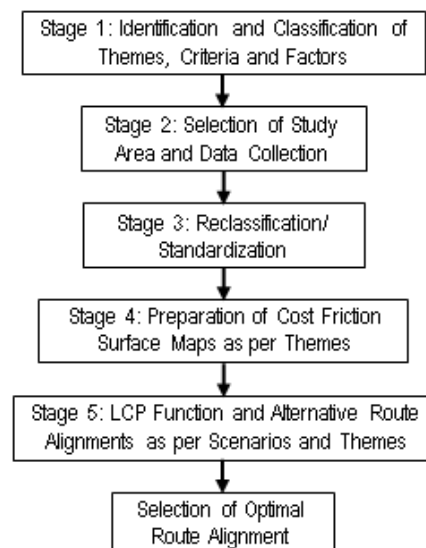 Stage 1: Identification and Classification of
Themes, Criteria and Factors
Stage 2: Selection of Study
Area and Data Collection
Stage 3: Reclassification/
Standardization
Stage 4: Preparation of Cost Friction
Surface Maps as per Themes
Stage 5: LCP Function and Alternative Route
Alignments as per Scenarios and Themes
Selection of Optimal
Route Alignment